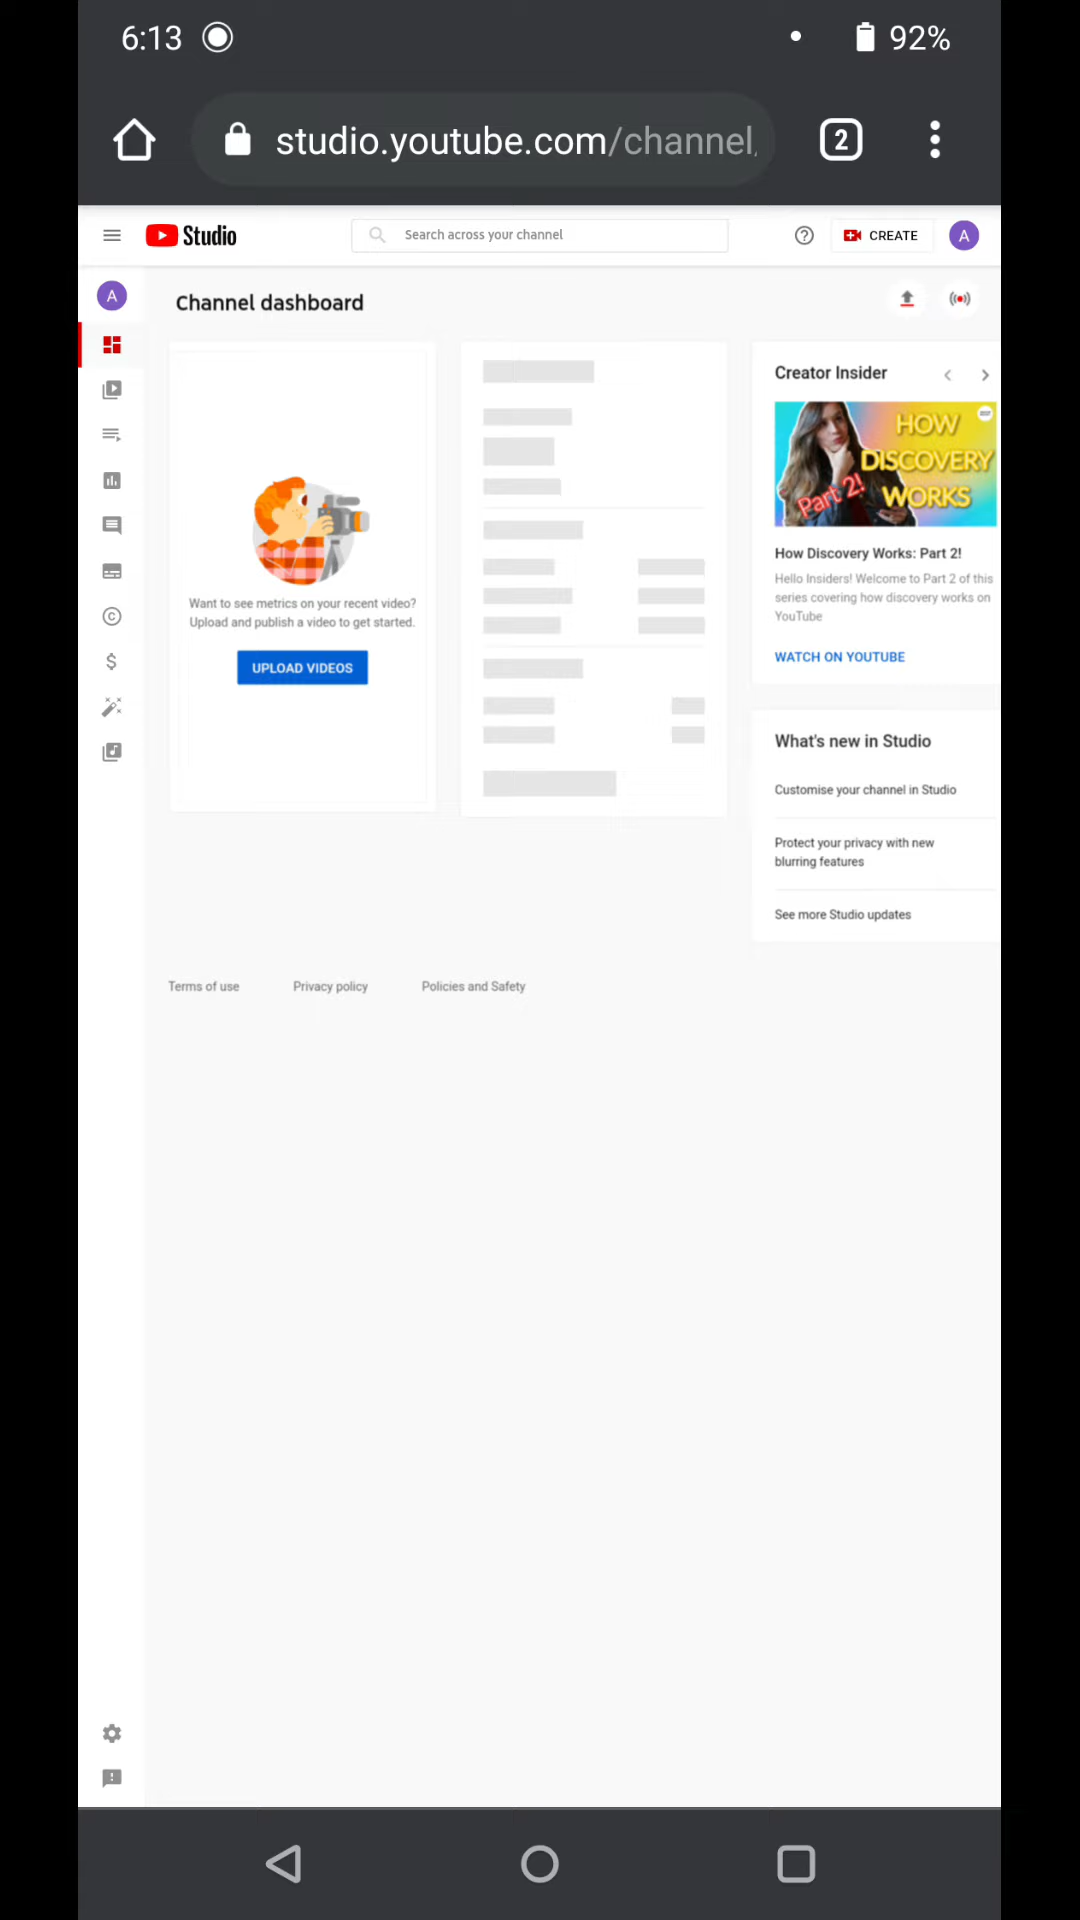 6:13
92%
studio.youtube.com/channel
2
Studio
Search across your channel
CREATE
A
A
Channel dashboard
Want to see metrics on your recent video?
Upload and publish a video to get started.
UPLOAD VIDEOS
Creator Insider
HOW
DISCOVERY
WORKS
Part 2!
How Discovery Works: Part 2!
Hello Insiders! Welcome to Part 2 of this
series covering how discovery works on
YouTube
WATCH ON YOUTUBE
What's new in Studio
Customise your channel in Studio
Protect your privacy with new
blurring features
See more Studio updates
Terms of use
Privacy policy
Policies and Safety